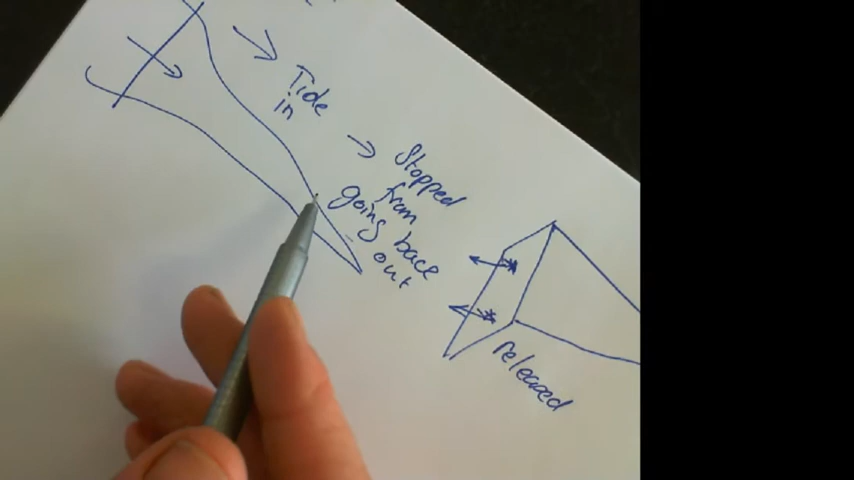 Tide
in
Stopped
from
going back
out
released